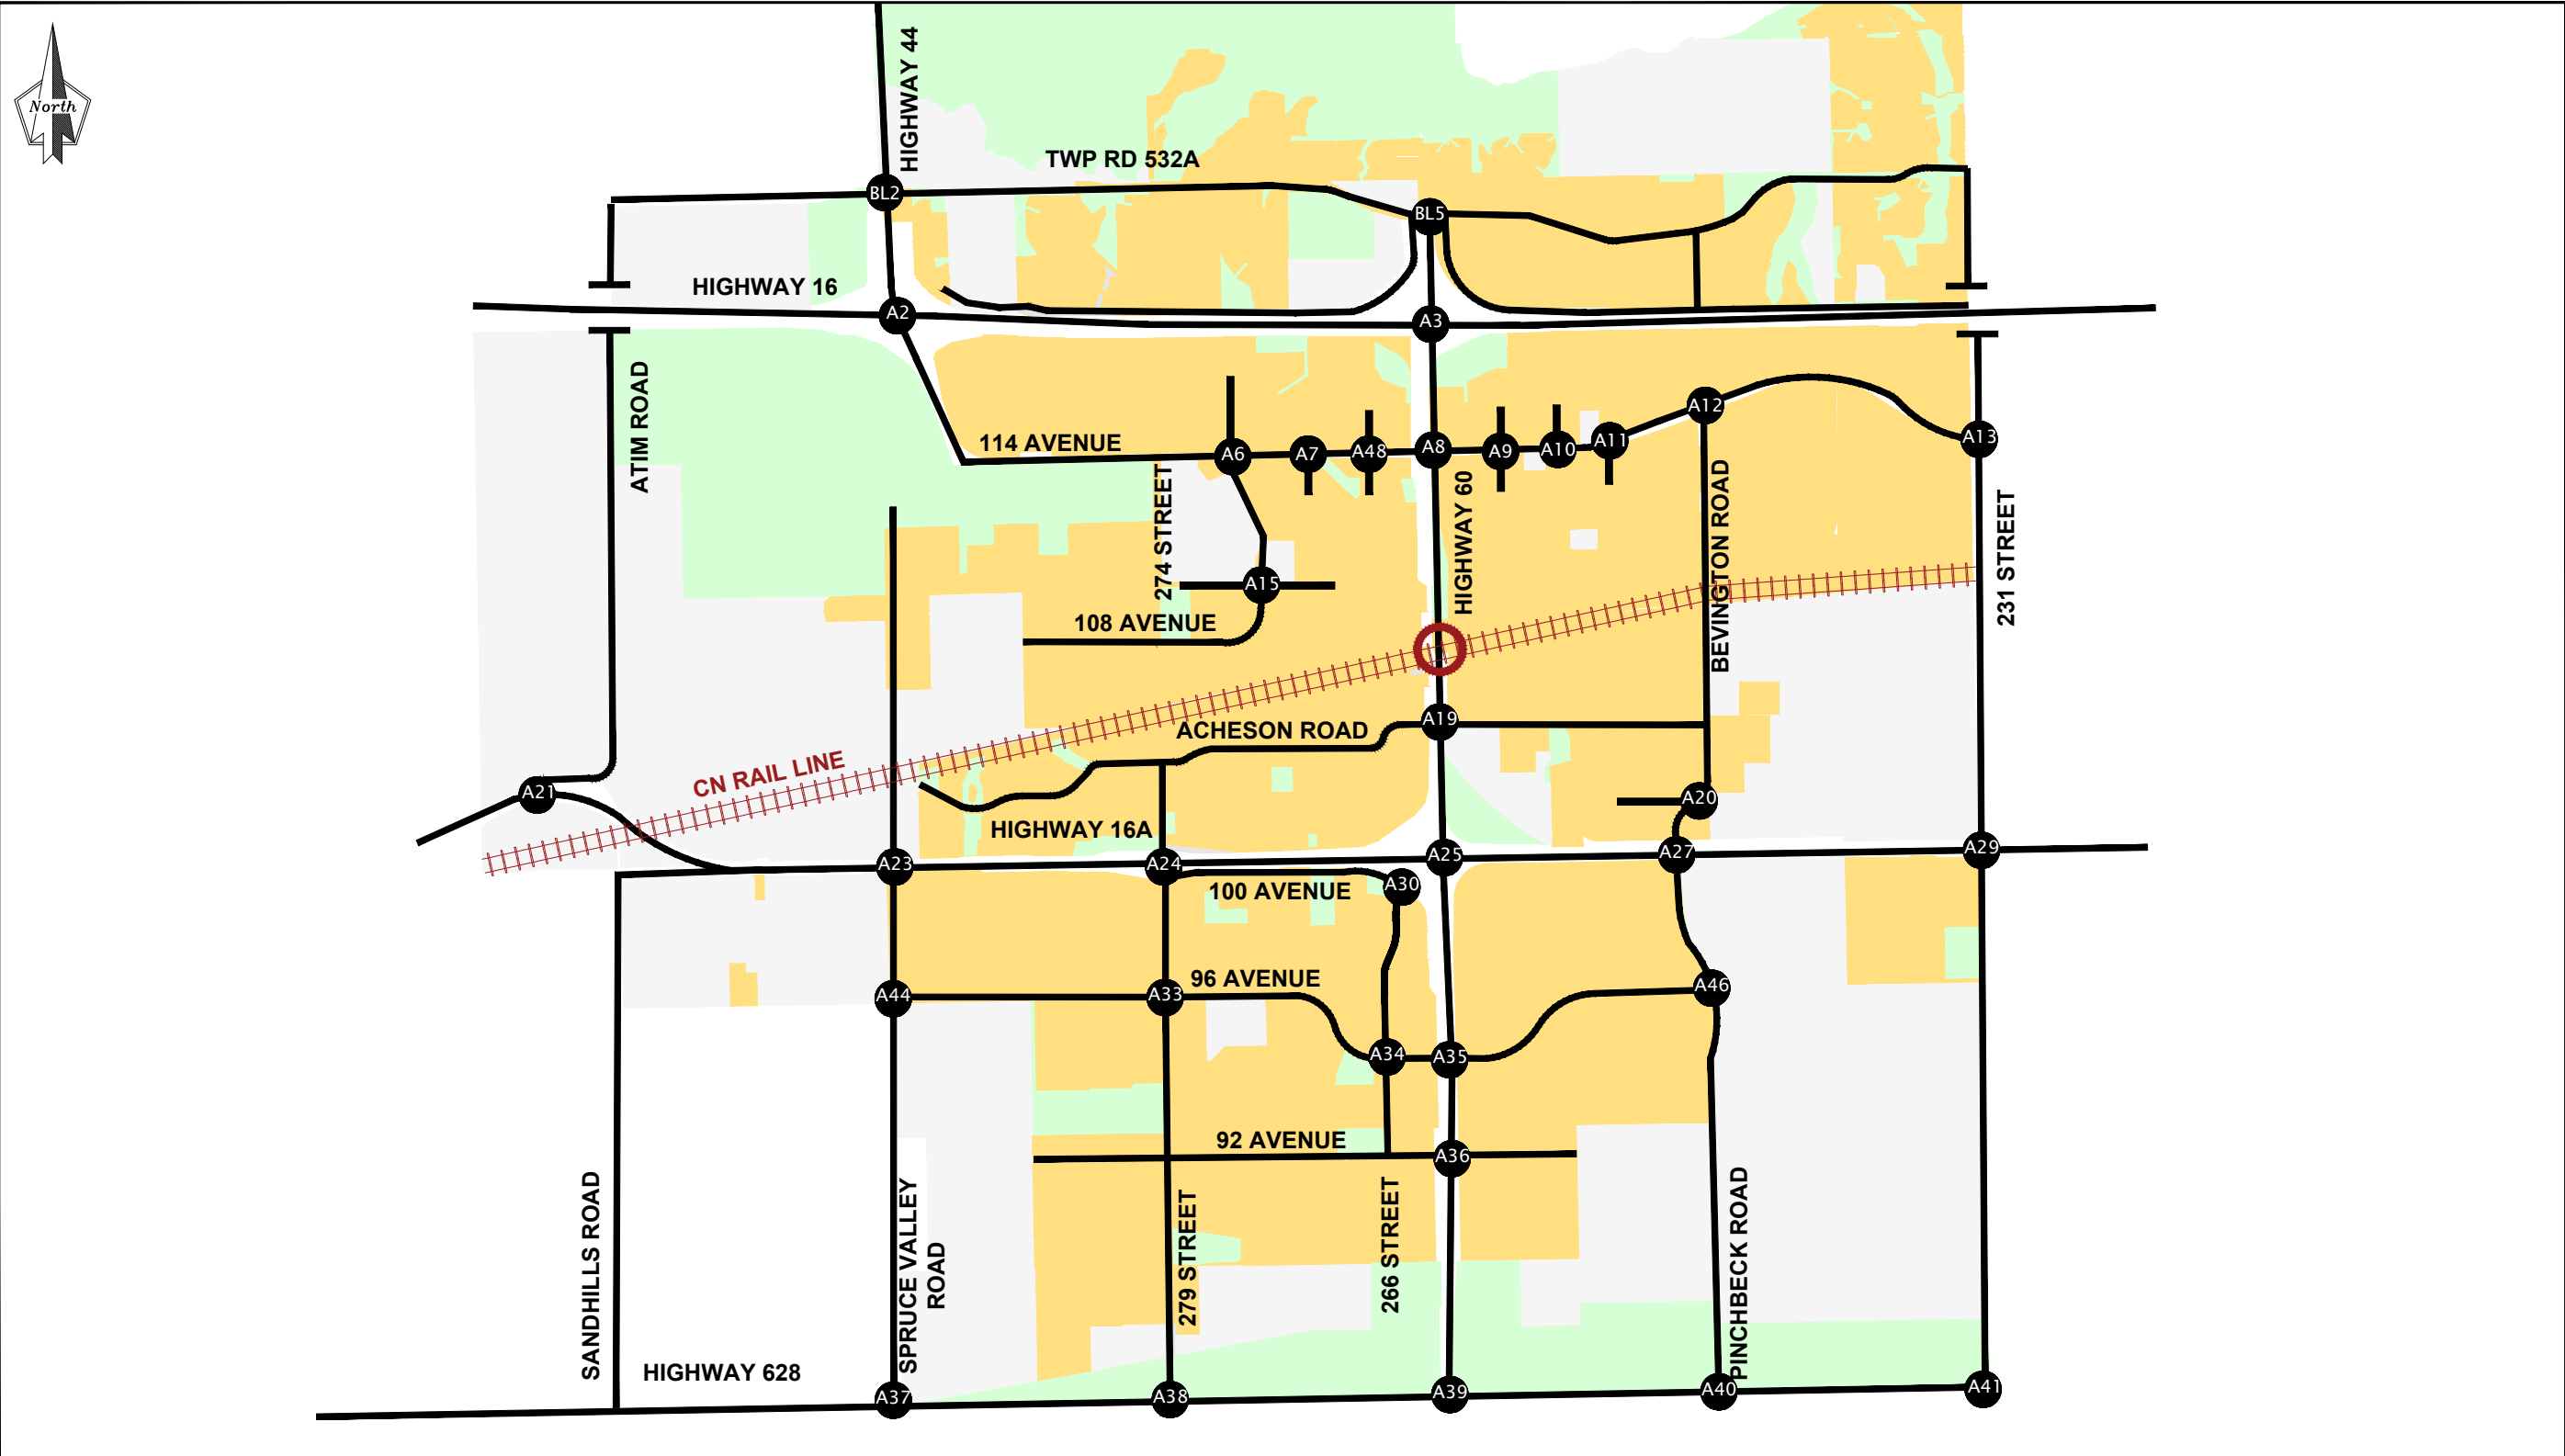 HIGHWAY 44
North
TWP RD 532A
BL2
BL5
HIGHWAY 16
A2
A3
ATIM ROAD
A12
114 AVENUE
A6
A7
A48
A8
A9
A10
A11
A13
274 STREET
HIGHWAY 60
BEVINGTON ROAD
231 STREET
A15
108 AVENUE
ACHESON ROAD
A19
CN RAIL LINE
A21
A20
HIGHWAY 16A
A23
A24
A25
A27
A29
100 AVENUE
A30
96 AVENUE
A44
A33
A46
A34
A35
92 AVENUE
A36
SANDHILLS ROAD
SPRUCE VALLEY
ROAD
279 STREET
266 STREET
PINCHBECK ROAD
HIGHWAY 628
A37
A38
A39
A40
A41